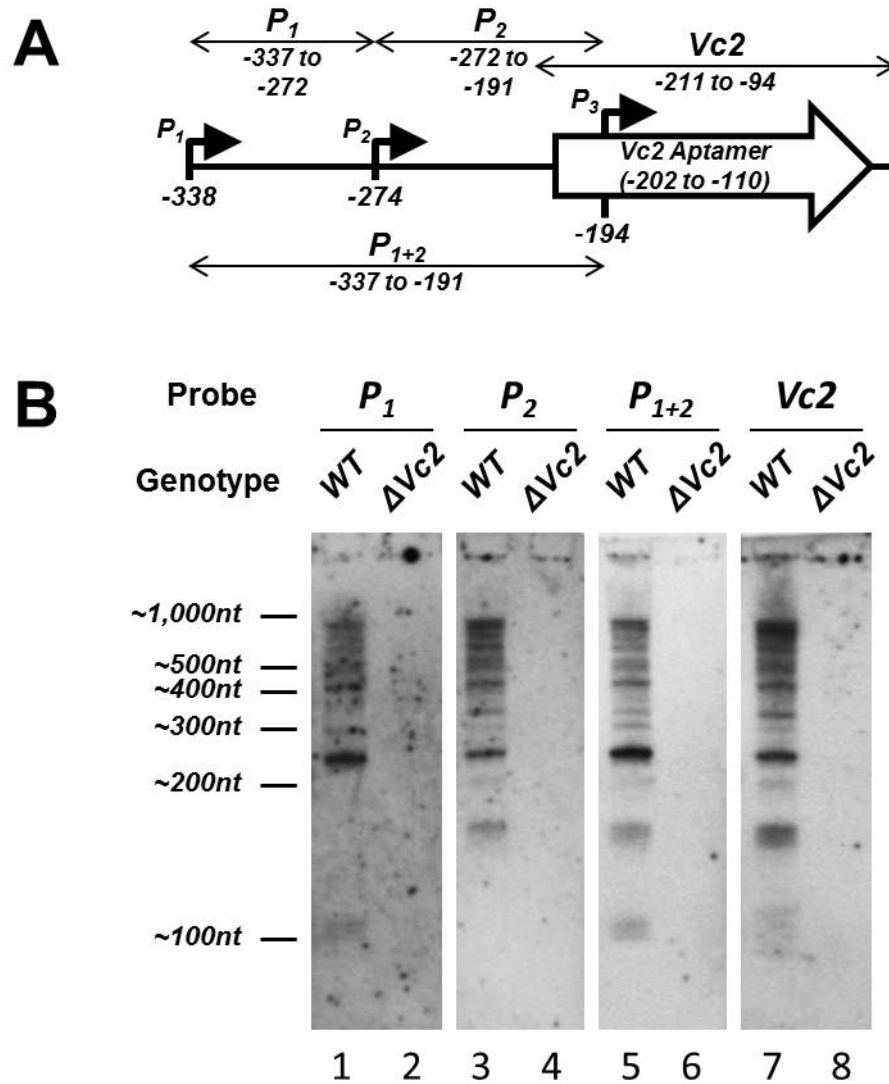 A
P1
-337 to
-272
P2
-272 to
-191
Vc2
-211 to -94
P1
P2
P3
Vc2 Aptamer
(-202 to -110)
-338
-274
-194
P1+2
-337 to -191
B
Probe
P1
P2
P1+2
Vc2
Genotype
WT
ΔVc2
WT
ΔVc2
WT
ΔVc2
WT
ΔVc2
~1,000nt
~500nt
~400nt
~300nt
~200nt
~100nt
1 2 3 4 5 6 7 8